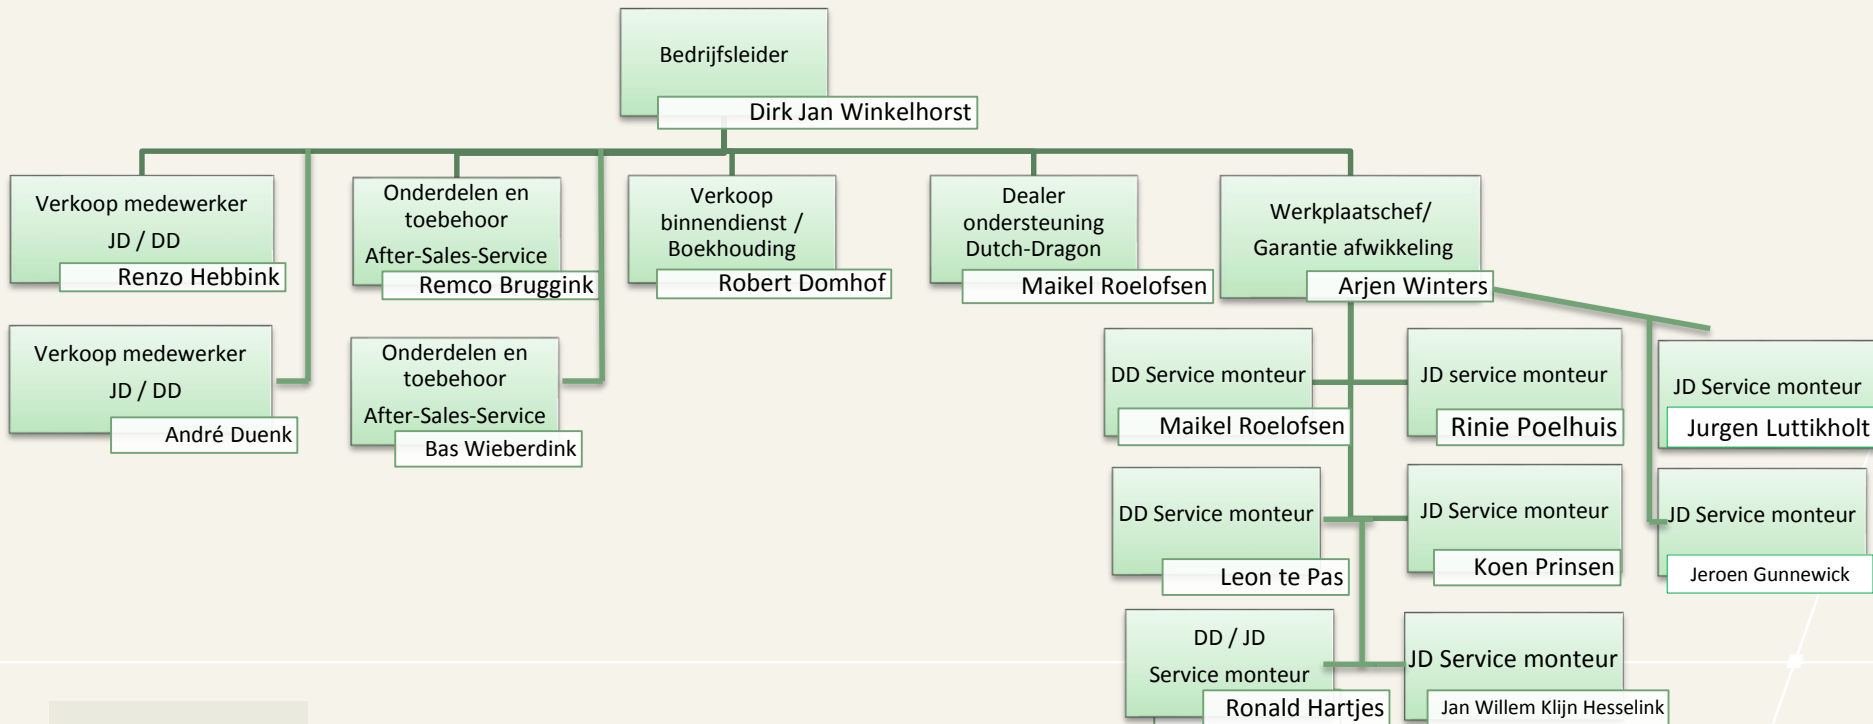 Bedrijfsleider
Dirk Jan Winkelhorst
Verkoop medewerker
JD / DD
Renzo Hebbink
Onderdelen en
toebehoor
After-Sales-Service
Remco Bruggink
Verkoop
binnendienst /
Boekhouding
Robert Domhof
Dealer
ondersteuning
Dutch-Dragon
Maikel Roelofsen
Werkplaatschef/
Garantie afwikkeling
Arjen Winters
Verkoop medewerker
JD / DD
André Duenk
Onderdelen en
toebehoor
After-Sales-Service
Bas Wieberdink
DD Service monteur
Maikel Roelofsen
JD service monteur
Rinie Poelhuis
JD Service monteur
Jurgen Luttikholt
DD Service monteur
Leon te Pas
JD Service monteur
Koen Prinsen
JD Service monteur
Jeroen Gunnewick
DD / JD
Service monteur
Ronald Hartjes
JD Service monteur
Jan Willem Klijn Hesselink